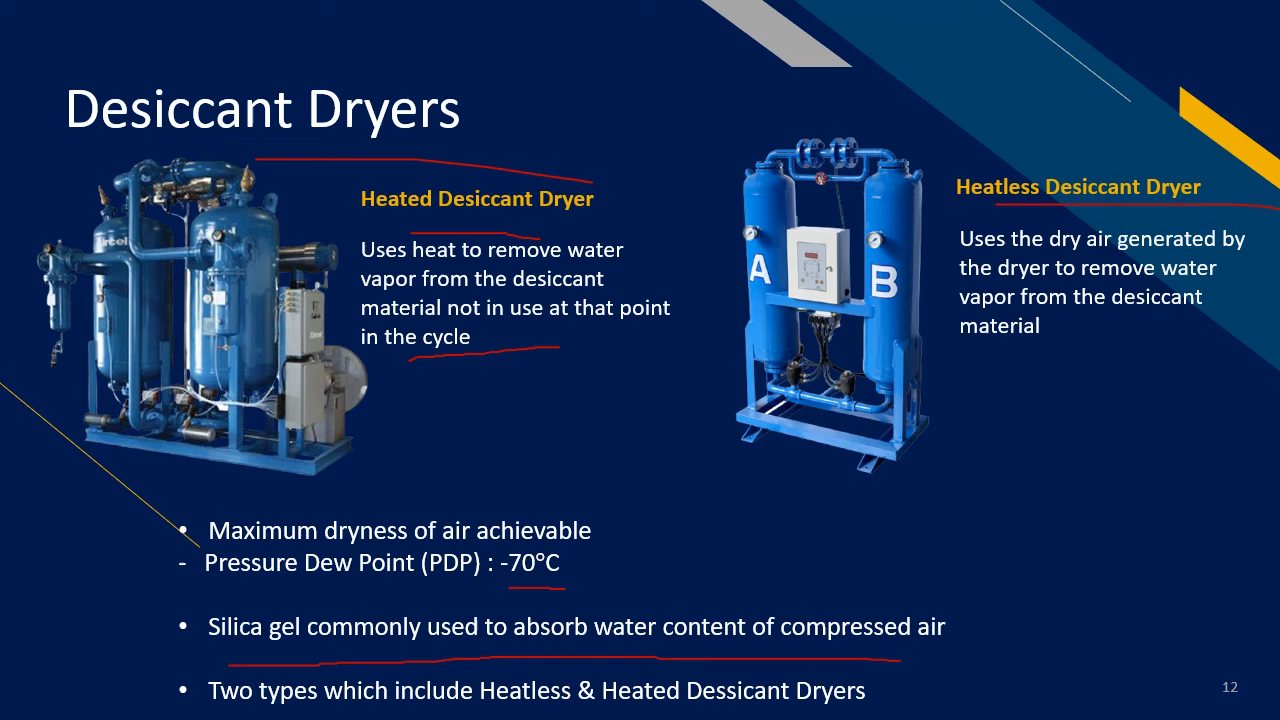 Desiccant Dryers
Heated Desiccant Dryer
Uses heat to remove water
vapor from the desiccant
material not in use at that point
in the cycle
A
B
Heatless Desiccant Dryer
Uses the dry air generated by
the dryer to remove water
vapor from the desiccant
material
• Maximum dryness of air achievable
- Pressure Dew Point (PDP) : -70°C
• Silica gel commonly used to absorb water content of compressed air
• Two types which include Heatless & Heated Dessicant Dryers
12